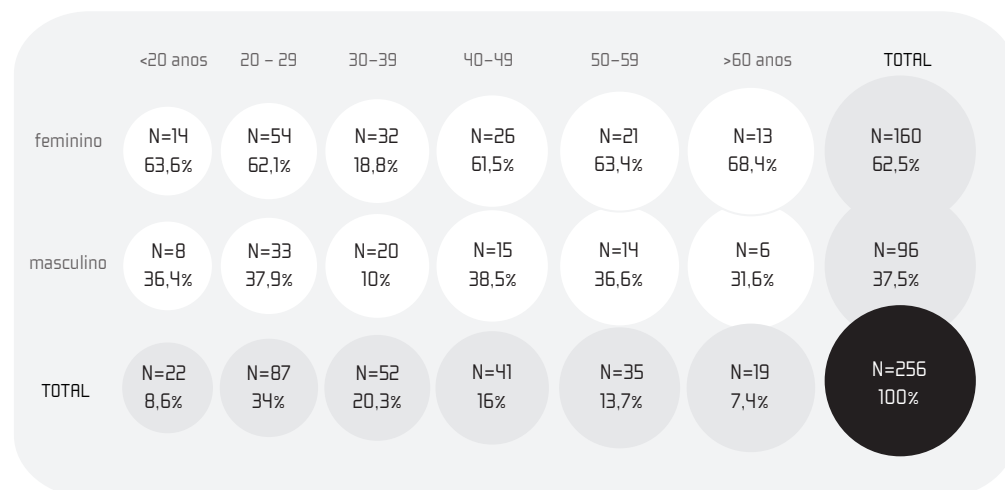 <20 anos 20 – 29 30–39 40–49 50–59 >60 anos TOTAL
feminino N=14 N=54 N=32 N=26 N=21 N=13 N=160
63,6% 62,1% 18,8% 61,5% 63,4% 68,4% 62,5%
masculino N=8 N=33 N=20 N=15 N=14 N=6 N=96
36,4% 37,9% 10% 38,5% 36,6% 31,6% 37,5%
TOTAL N=22 N=87 N=52 N=41 N=35 N=19 N=256
8,6% 34% 20,3% 16% 13,7% 7,4% 100%